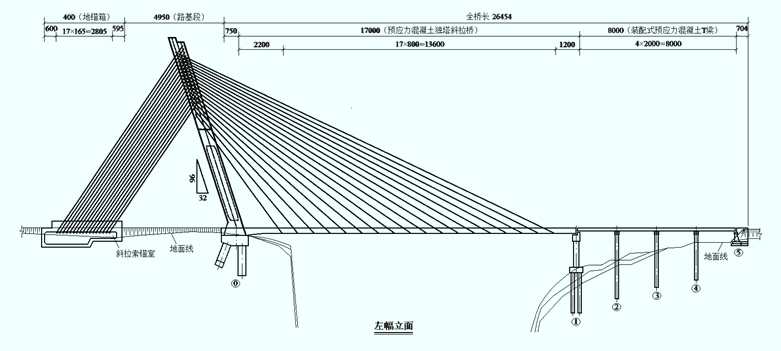 400（地锚箱）
4950（路基段）
全桥长 26454
600
17×165=2805
595
750
17000（预应力混凝土独塔斜拉桥）
8000（装配式预应力混凝土T梁）
704
2200
17×800=13600
1200
4×2000=8000
96
32
斜拉索锚室
地面线
地面线
⓪
①
②
③
④
⑤
左幅立面